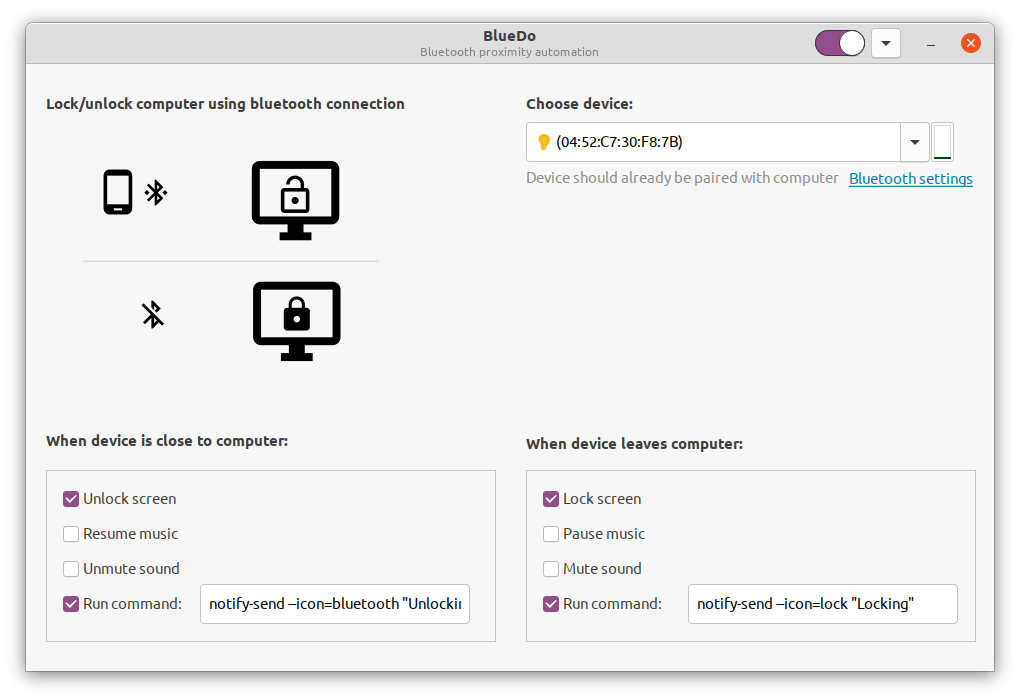 BlueDo
Bluetooth proximity automation
Lock/unlock computer using bluetooth connection
Choose device:
(04:52:C7:30:F8:7B)
Device should already be paired with computer Bluetooth settings
When device is close to computer:
Unlock screen
Resume music
Unmute sound
Run command: notify-send --icon=bluetooth "Unlockin
When device leaves computer:
Lock screen
Pause music
Mute sound
Run command: notify-send --icon=lock "Locking"